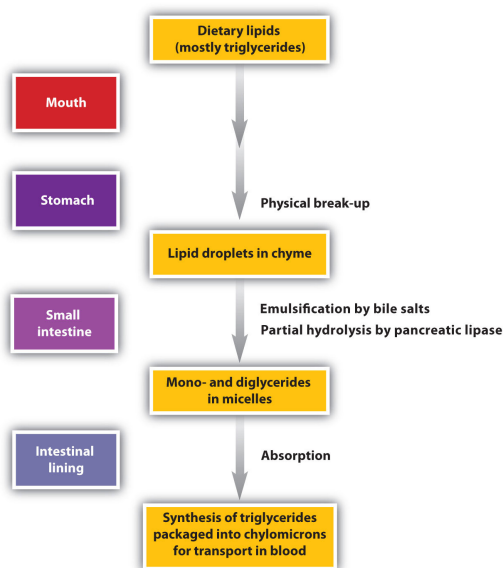 Dietary lipids
(mostly triglycerides)
Mouth
Stomach
Physical break-up
Lipid droplets in chyme
Small
intestine
Emulsification by bile salts
Partial hydrolysis by pancreatic lipase
Mono- and diglycerides
in micelles
Intestinal
lining
Absorption
Synthesis of triglycerides
packaged into chylomicrons
for transport in blood